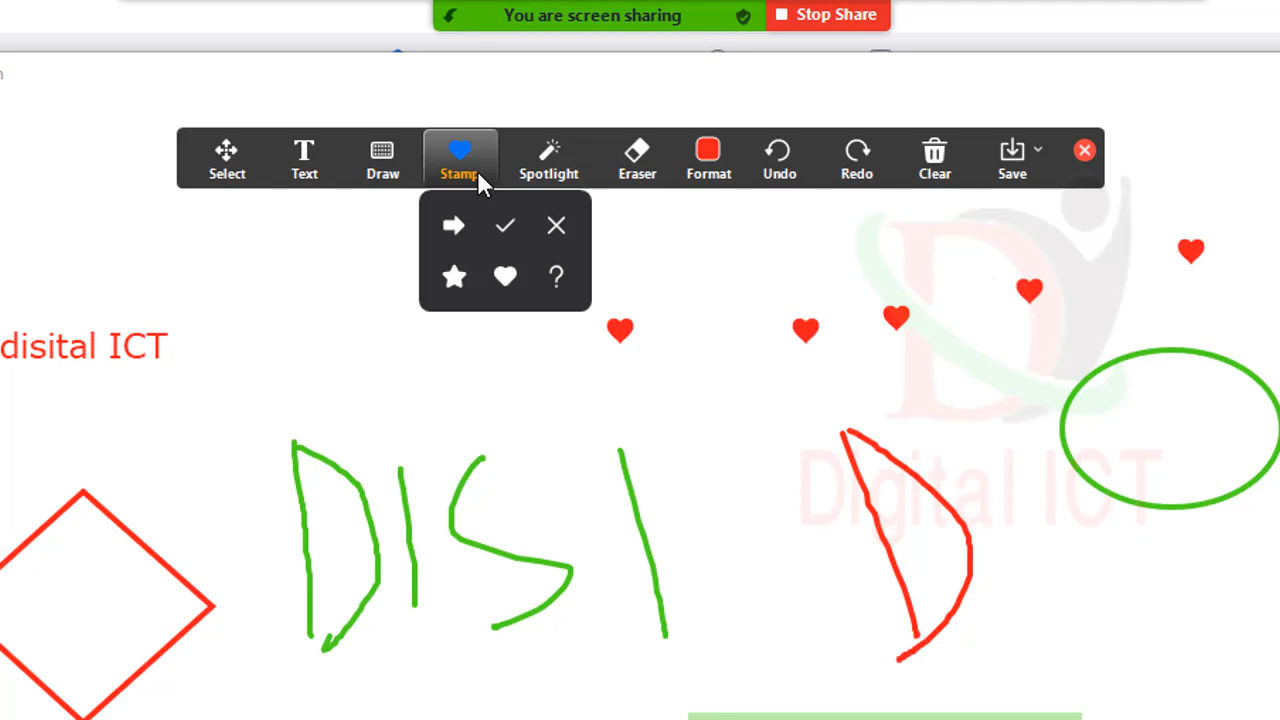 You are screen sharing Stop Share
Select Text Draw Stamp Spotlight Eraser Format Undo Redo Clear Save
?
disital ICT
DISI D
Digital ICT